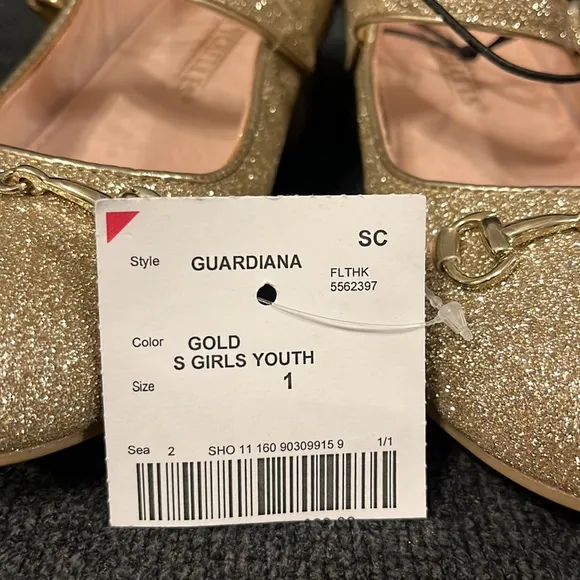 SC
Style GUARDIANA
FLTHK
5562397
Color GOLD
S GIRLS YOUTH
Size 1
Sea 2 SHO 11 160 90309915 9 1/1